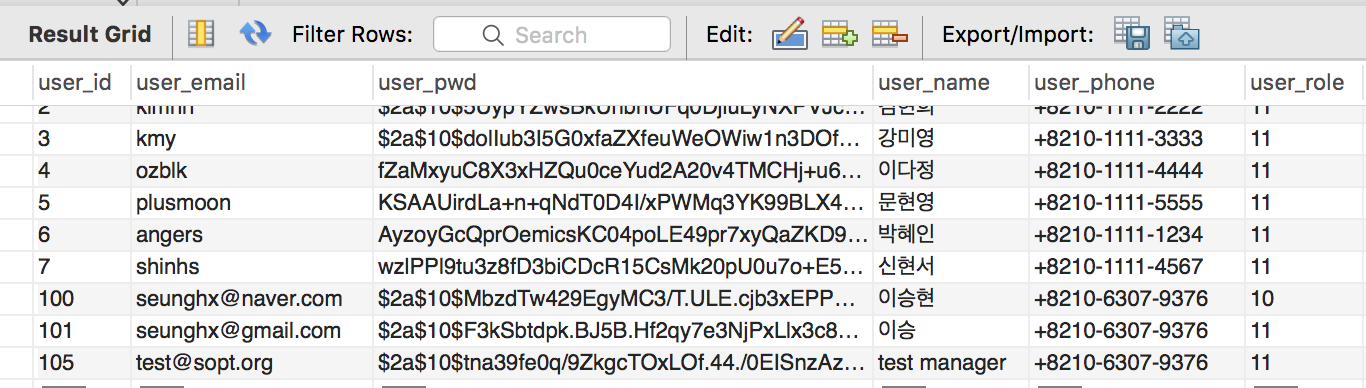 Result Grid Filter Rows: Search Edit: Export/Import:
user_id user_email user_pwd user_name user_phone user_role
2 +8210-1111-2222 11
3 kmy $2a$10$dolIub3I5G0xfaZXfeuWeOWiw1n3DOf... 강미영 +8210-1111-3333 11
4 ozblk fZaMxyuC8X3xHZQu0ceYud2A20v4TMCHj+u6... 이다정 +8210-1111-4444 11
5 plusmoon KSAAUirdLa+n+qNdT0D4I/xPWMq3YK99BLX4... 문현영 +8210-1111-5555 11
6 angers AyzoyGcQprOemicsKC04poLE49pr7xyQaZKD9... 박혜인 +8210-1111-1234 11
7 shinhs wzIPPI9tu3z8fD3biCDcR15CsMk20pU0u7o+E5... 신현서 +8210-1111-4567 11
100 seunghx@naver.com $2a$10$MbzdTw429EgyMC3/T.ULE.cjb3xEPP... 이승현 +8210-6307-9376 10
101 seunghx@gmail.com $2a$10$F3kSbtdpk.BJ5B.Hf2qy7e3NjPxLlx3c8... 이승 +8210-6307-9376 11
105 test@sopt.org $2a$10$tna39fe0q/9ZkgcTOxLOf.44./0EISnzAz... test manager +8210-6307-9376 11